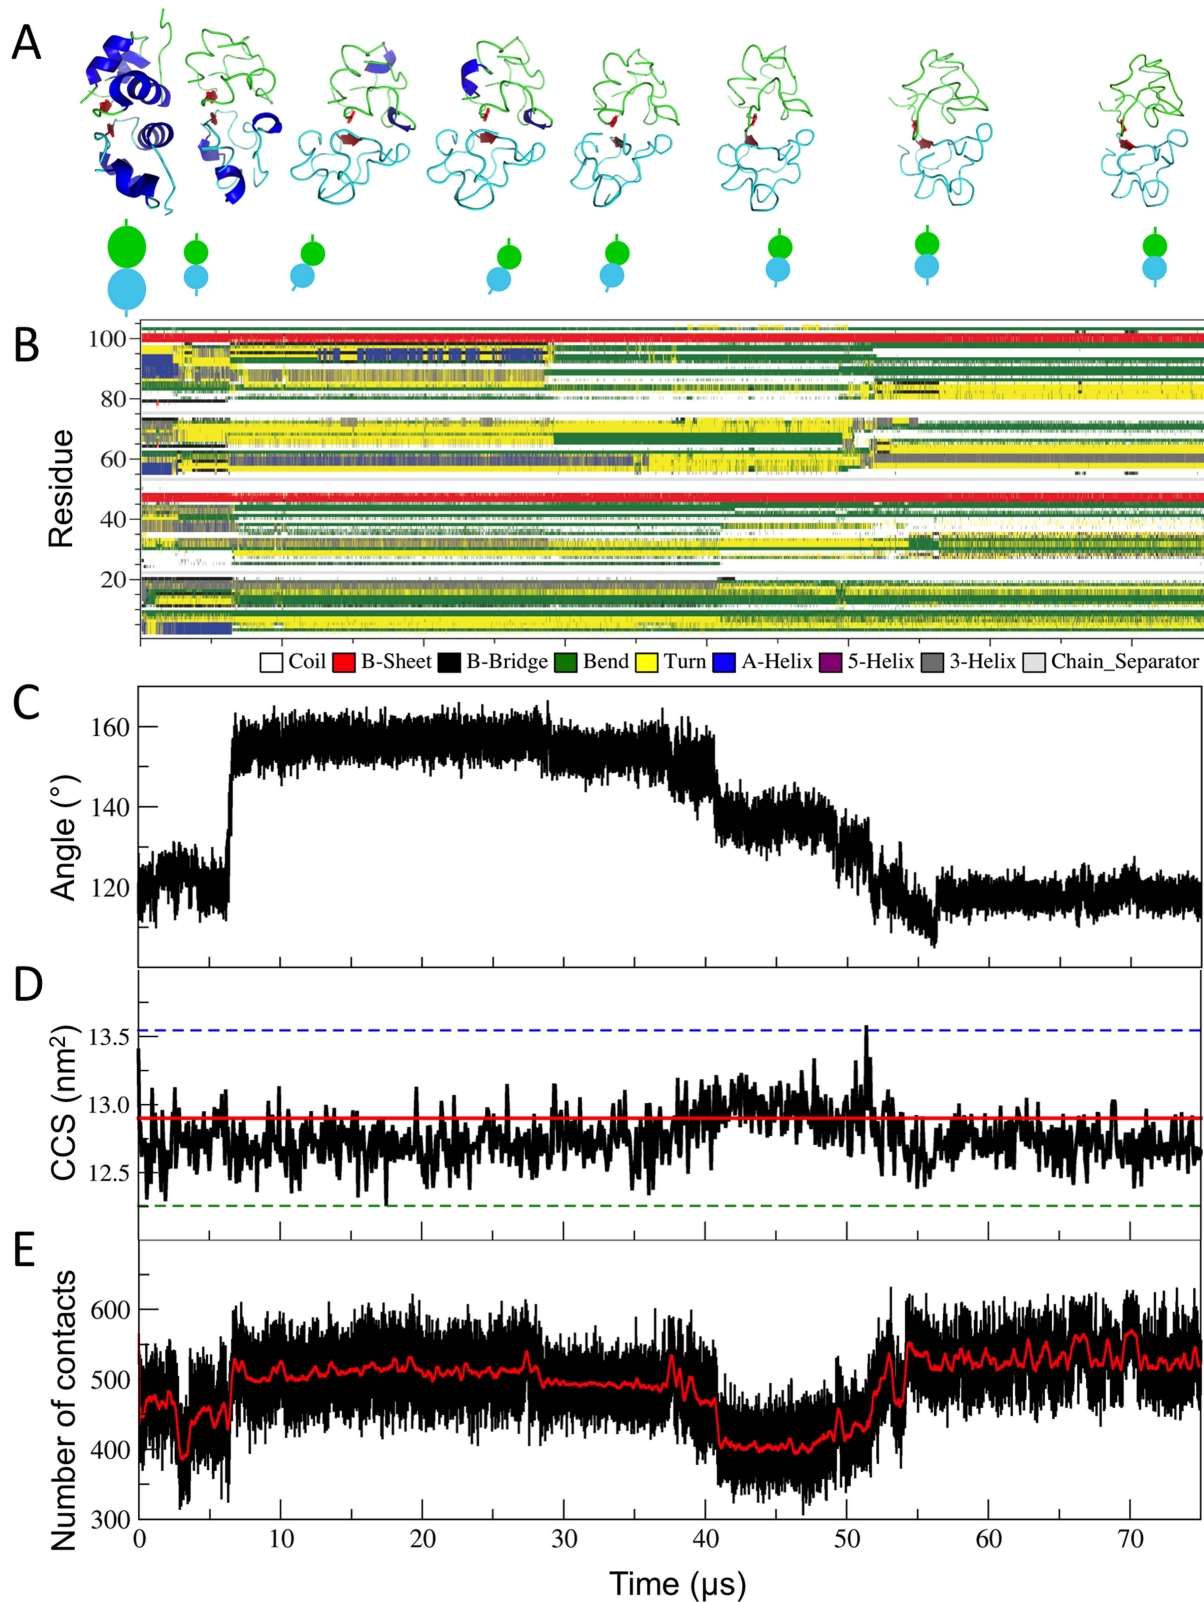 A
B
100
80
60
40
20
Residue
Coil B-Sheet B-Bridge Bend Turn A-Helix 5-Helix 3-Helix Chain_Separator
C
160
140
120
Angle (°)
D
13.5
13.0
12.5
CCS (nm²)
E
600
500
400
300
Number of contacts
0 10 20 30 40 50 60 70
Time (μs)